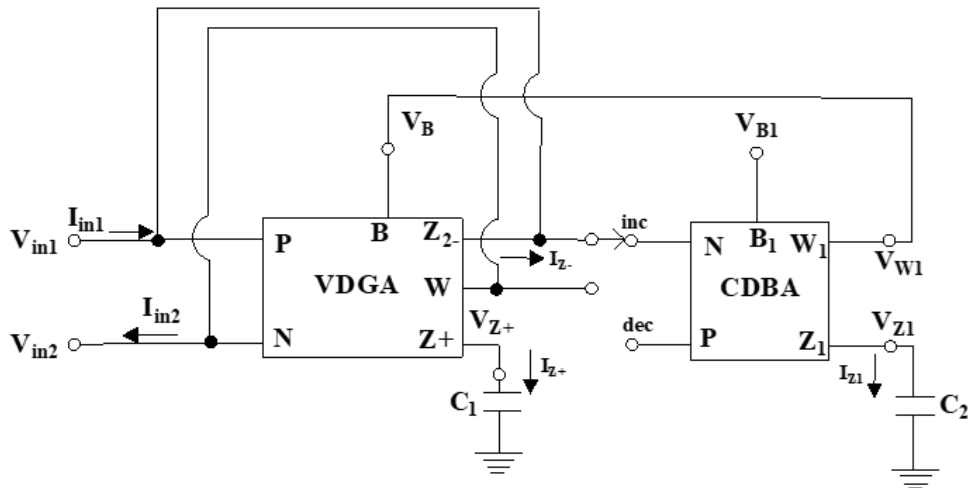 V_B
V_B1
I_in1
V_in1
P
B
Z_2-
inc
N
B_1
W_1
V_W1
I_Z-
VDGA
W
CDBA
I_in2
V_in2
N
Z+
V_Z+
dec
P
Z_1
V_Z1
I_Z+
I_Z1
C_1
C_2